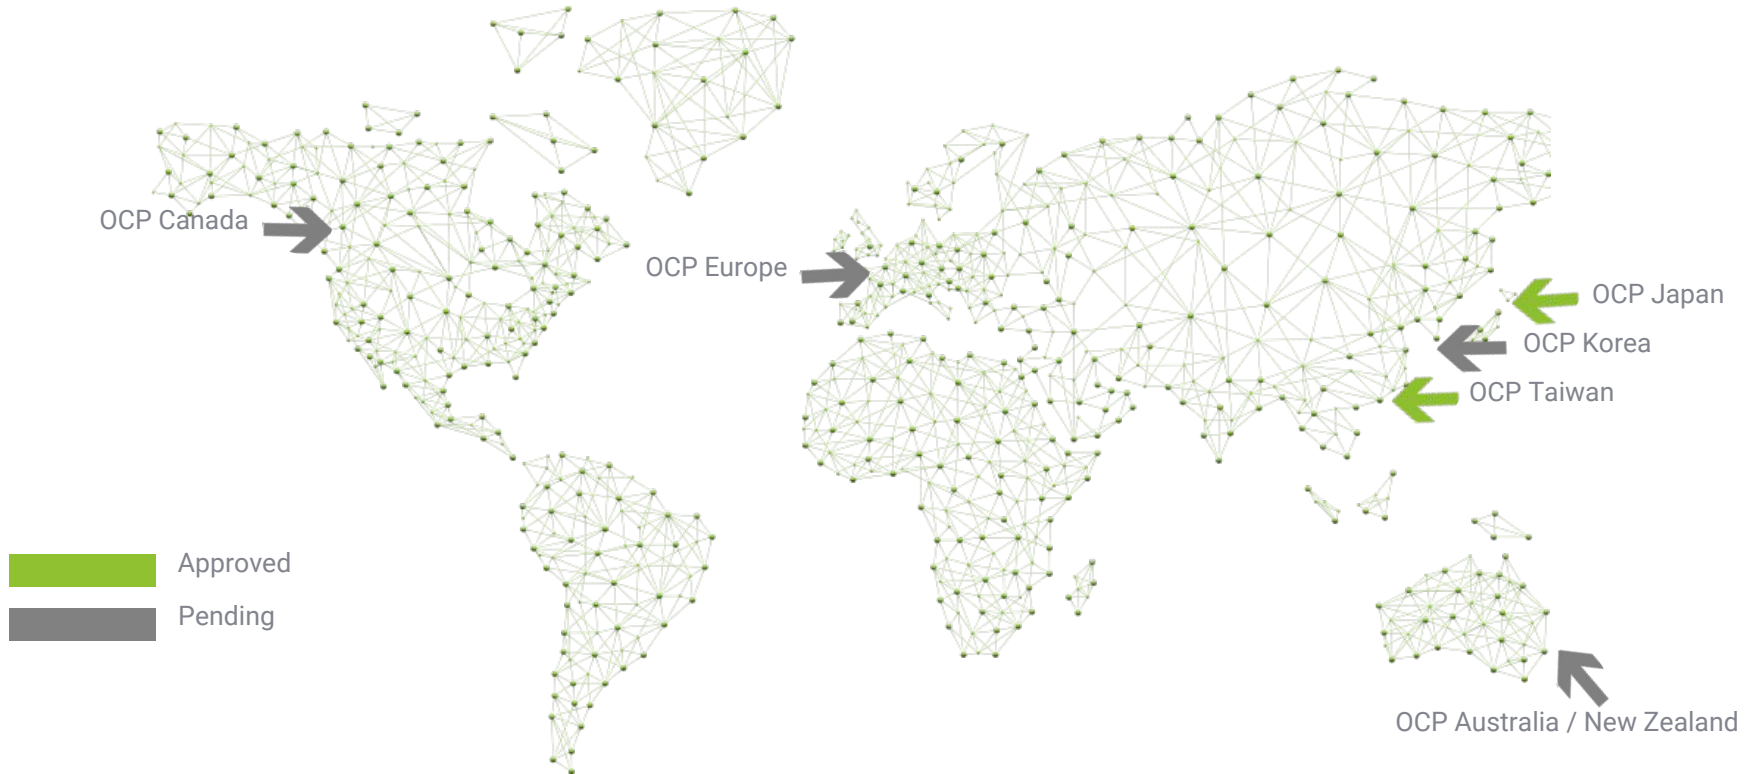 OCP Canada
OCP Europe
OCP Japan
OCP Korea
OCP Taiwan
Approved
Pending
OCP Australia / New Zealand